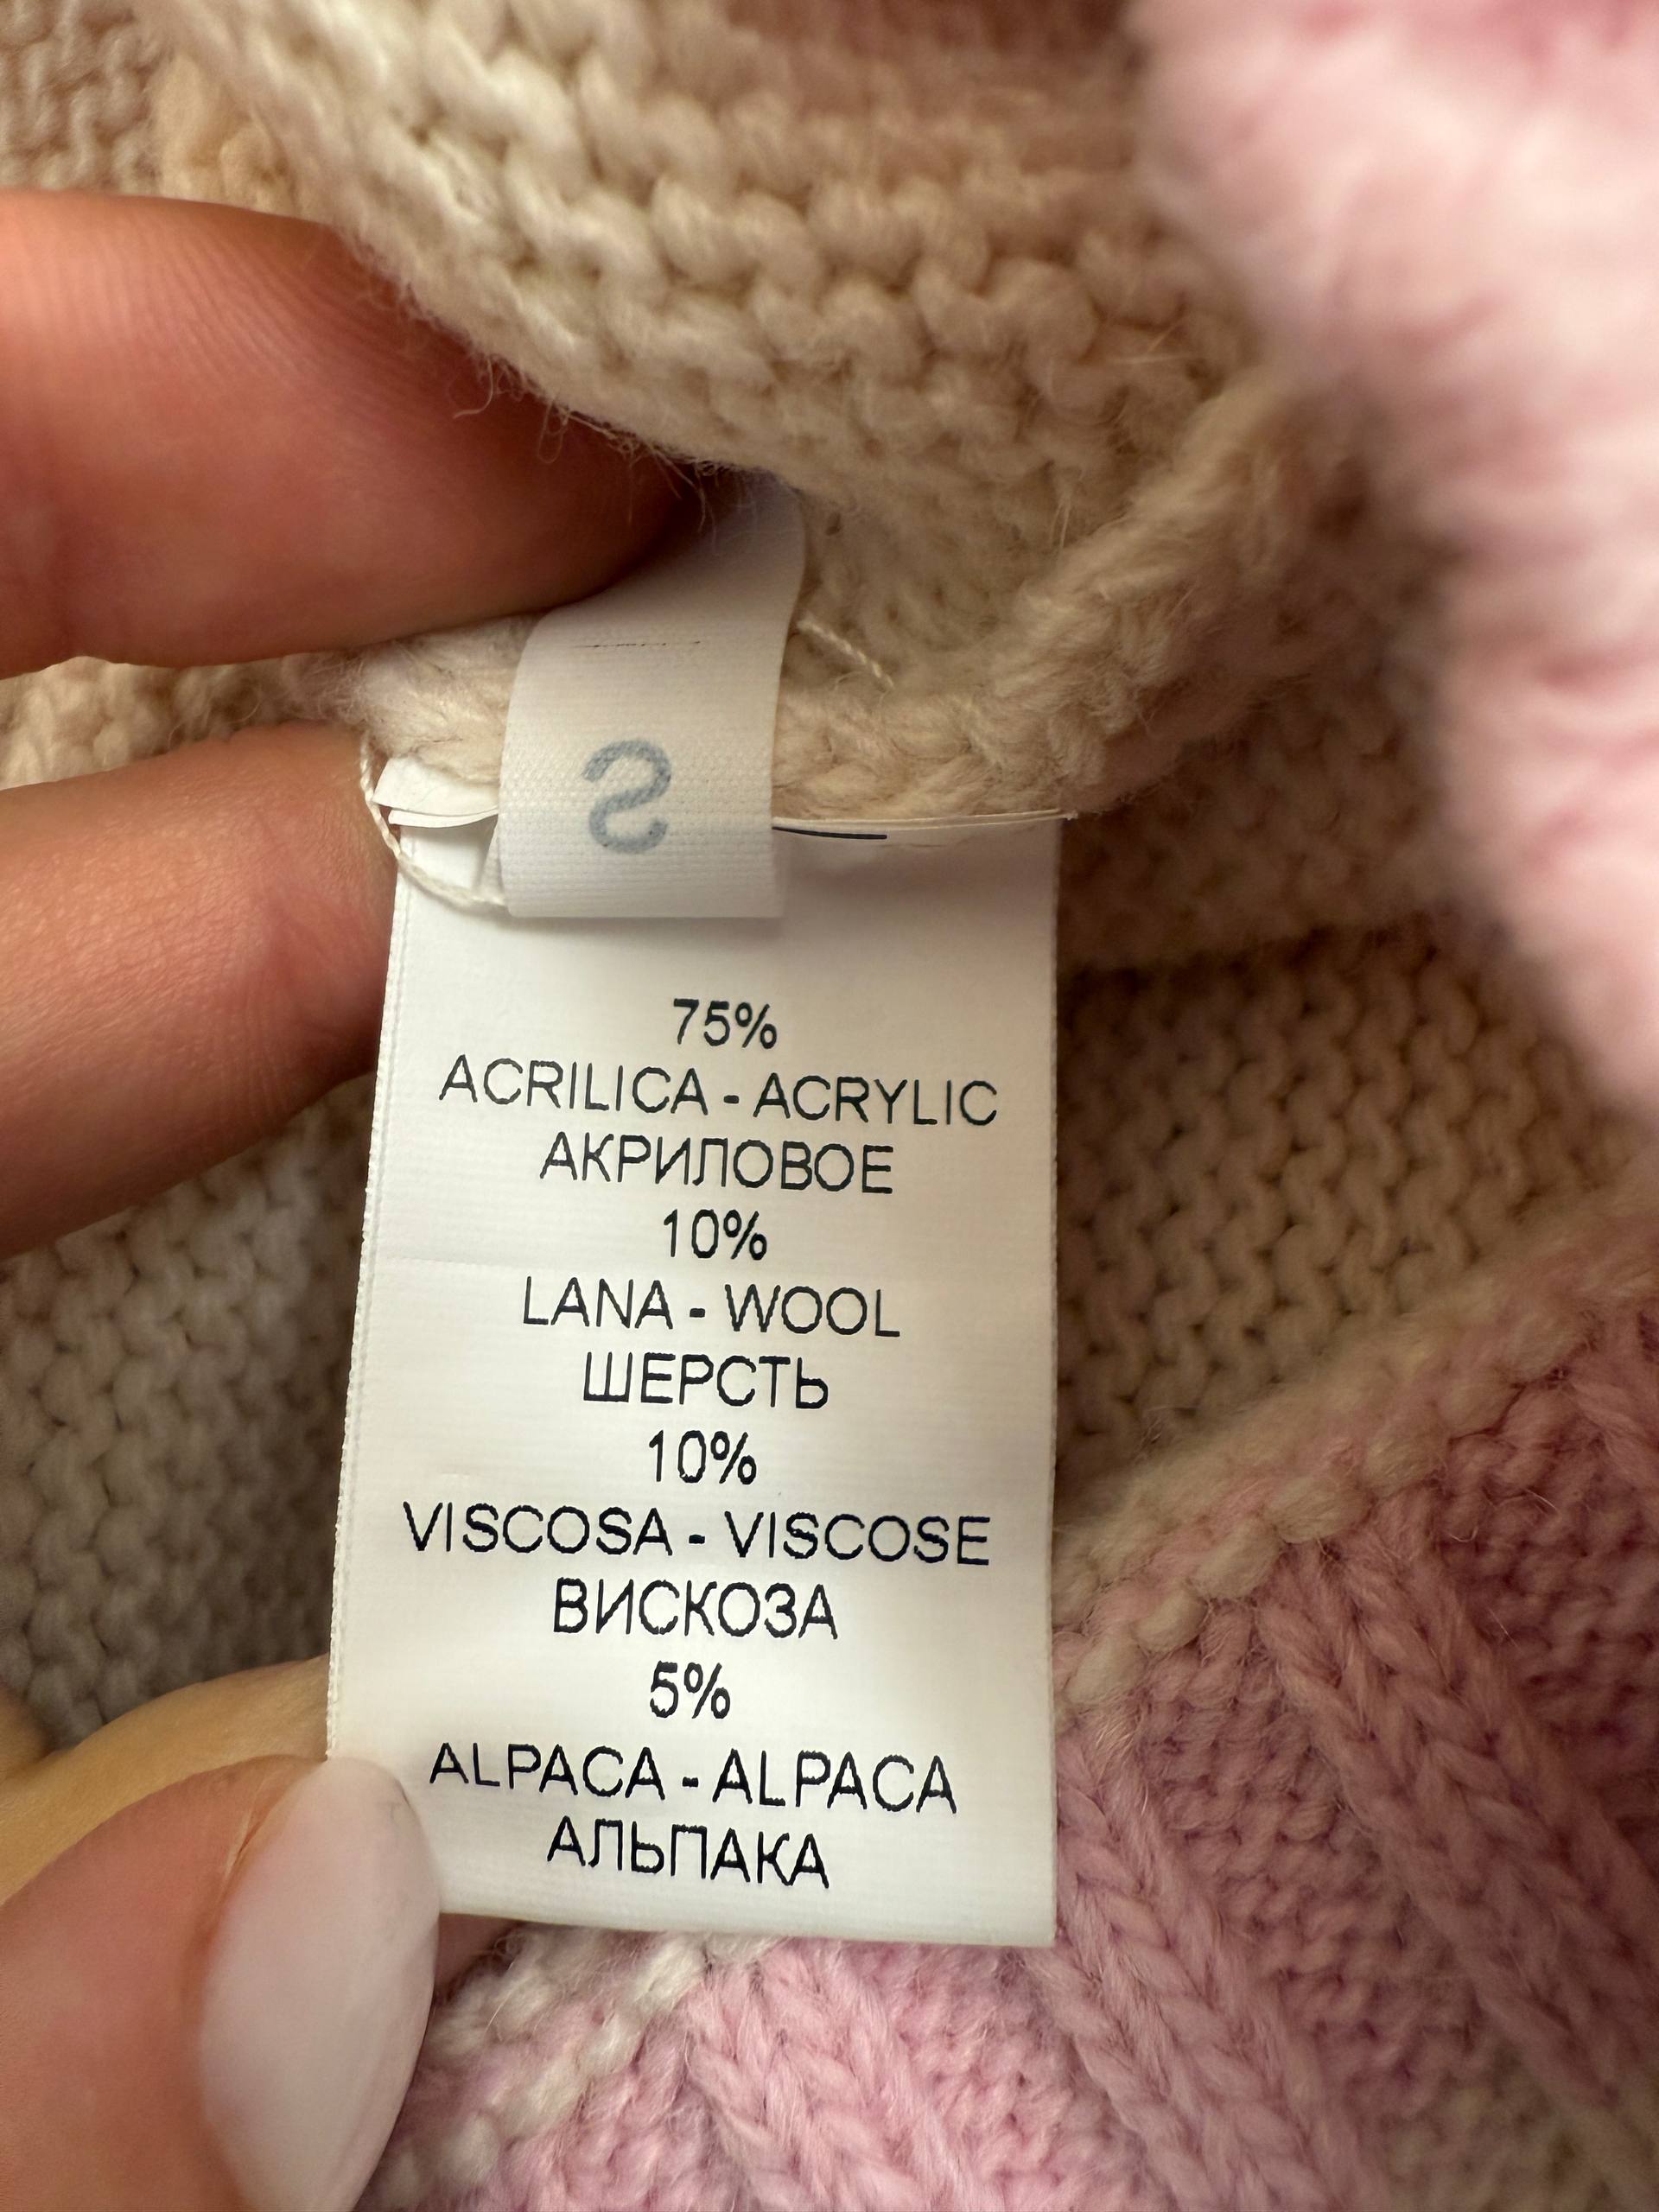 S
75%
ACRILICA - ACRYLIC
АКРИЛОВОЕ
10%
LANA - WOOL
ШЕРСТЬ
10%
VISCOSA - VISCOSE
ВИСКОЗА
5%
ALPACA - ALPACA
АЛЬПАКА